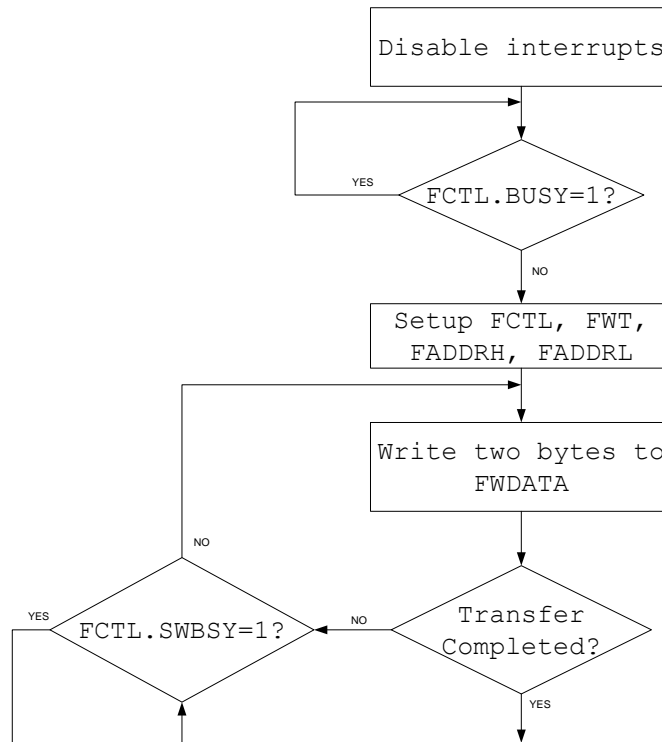 Disable interrupts
YES
FCTL.BUSY=1?
NO
Setup FCTL, FWT,
FADDRH, FADDRL
Write two bytes to
FWDATA
NO
YES
FCTL.SWBSY=1?
NO
Transfer
Completed?
YES